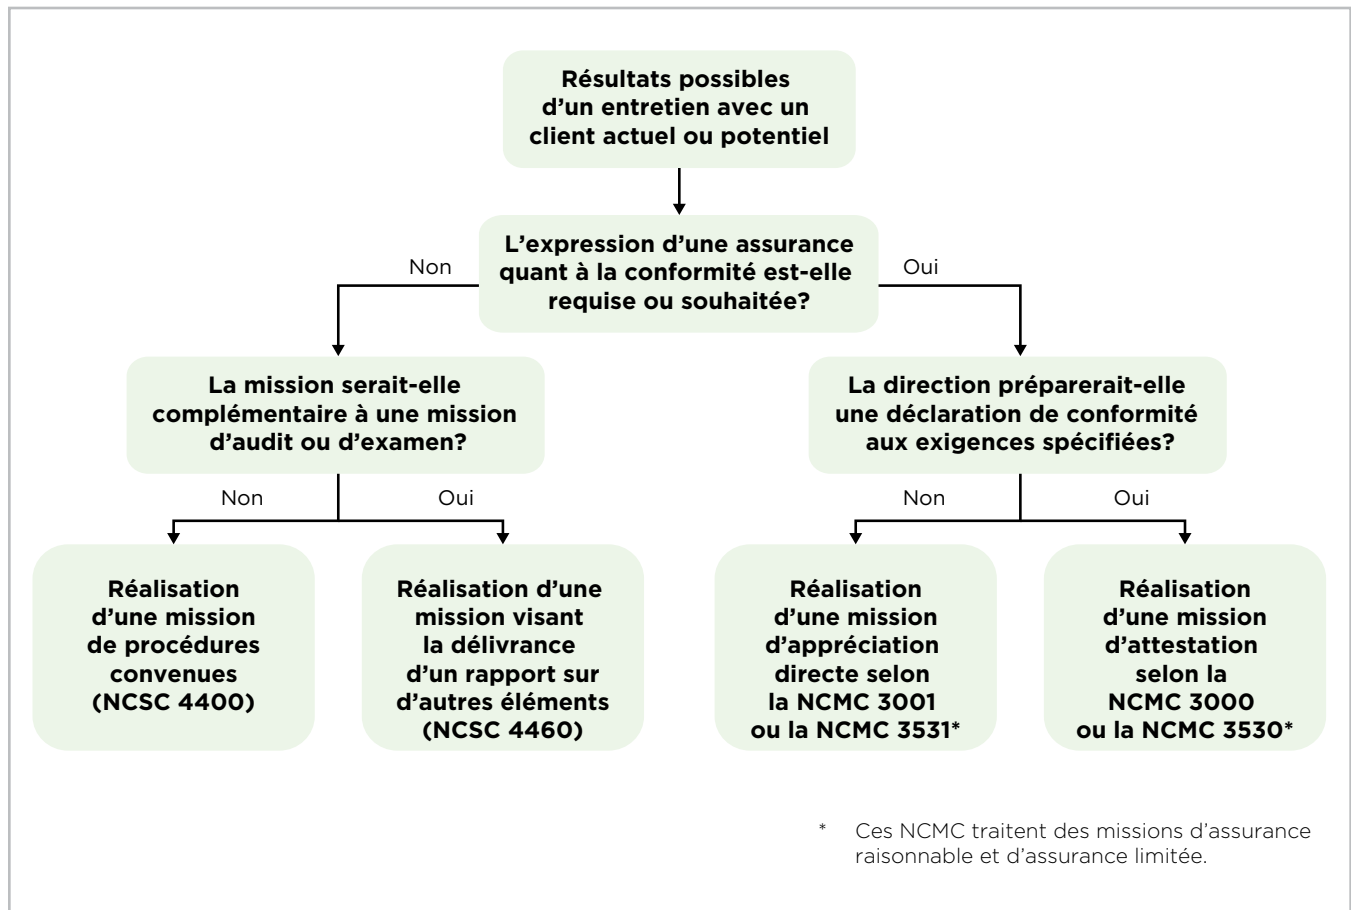 Résultats possibles
d’un entretien avec un
client actuel ou potentiel
L’expression d’une assurance
quant à la conformité est-elle
requise ou souhaitée?
Non
Oui
La mission serait-elle
complémentaire à une mission
d’audit ou d’examen?
La direction préparerait-elle
une déclaration de conformité
aux exigences spécifiées?
Non
Oui
Non
Oui
Réalisation
d’une mission
de procédures
convenues
(NCSC 4400)
Réalisation d’une
mission visant
la délivrance
d’un rapport sur
d’autres éléments
(NCSC 4460)
Réalisation
d’une mission
d’appréciation
directe selon
la NCMC 3001
ou la NCMC 3531*
Réalisation
d’une mission
d’attestation
selon la
NCMC 3000
ou la NCMC 3530*
* Ces NCMC traitent des missions d’assurance
raisonnable et d’assurance limitée.